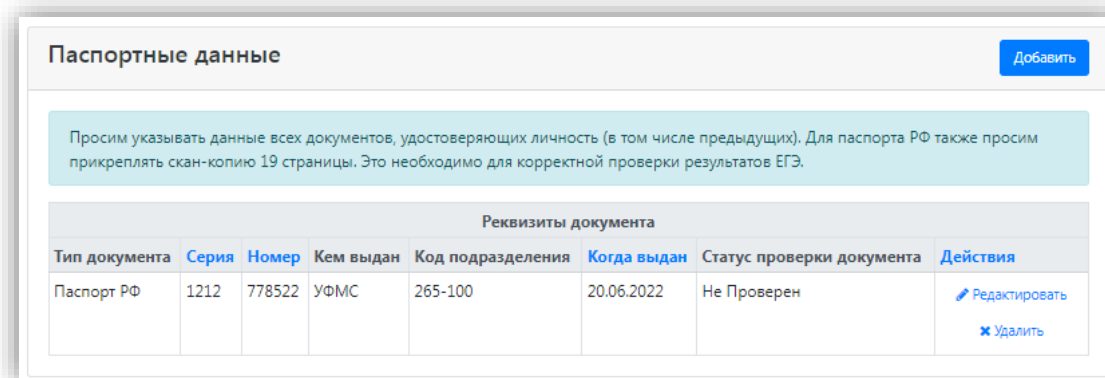 Паспортные данные
Добавить
Просим указывать данные всех документов, удостоверяющих личность (в том числе предыдущих). Для паспорта РФ также просим
прикреплять скан-копию 19 страницы. Это необходимо для корректной проверки результатов ЕГЭ.
Реквизиты документа
Тип документа Серия Номер Кем выдан Код подразделения Когда выдан Статус проверки документа Действия
Паспорт РФ 1212 778522 УФМС 265-100 20.06.2022 Не Проверен Редактировать
Удалить